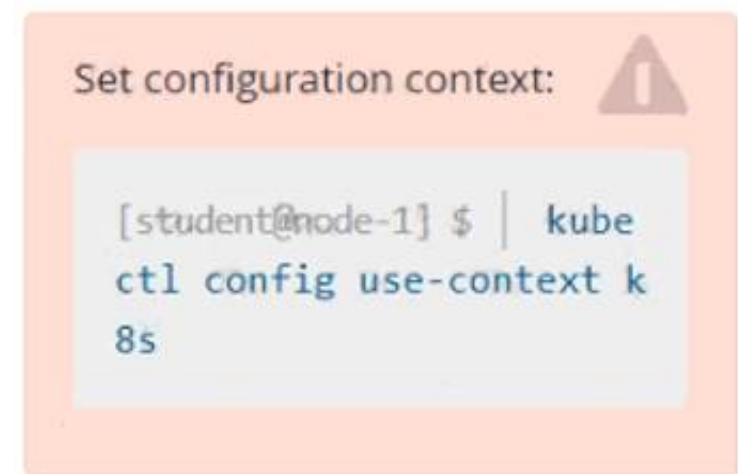 Set configuration context:
[student@node-1] $ | kube
ctl config use-context k
8s